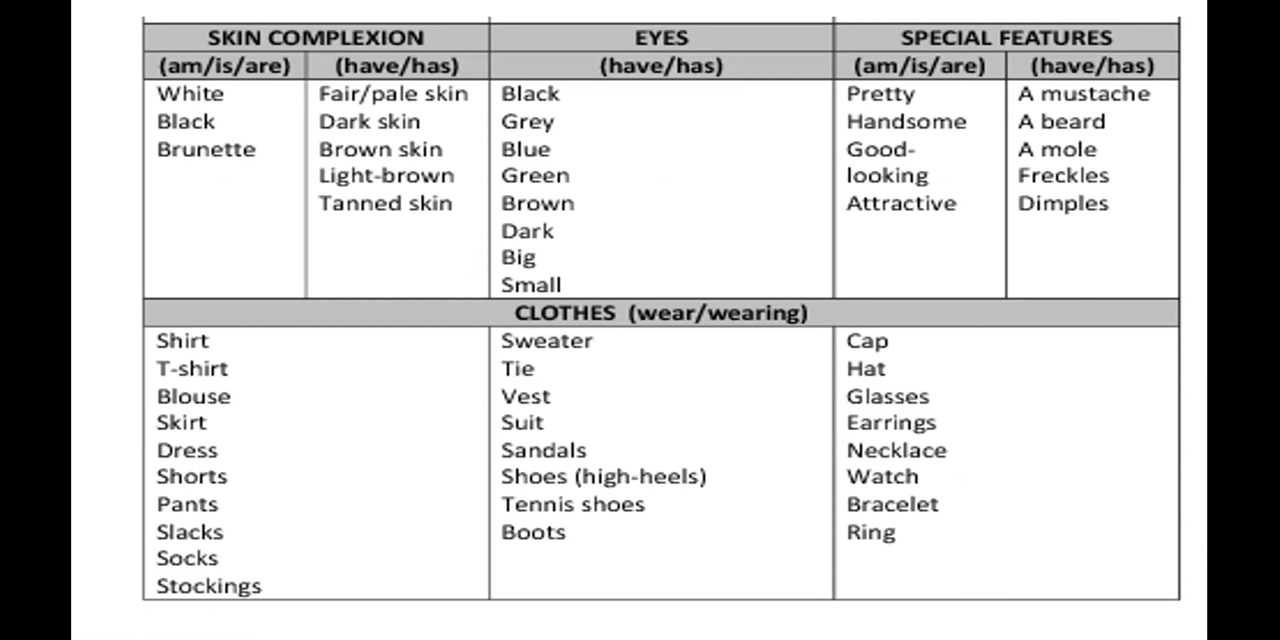 SKIN COMPLEXION EYES SPECIAL FEATURES
(am/is/are) (have/has) (have/has) (am/is/are) (have/has)
White Fair/pale skin Black Pretty A mustache
Black Dark skin Grey Handsome A beard
Brunette Brown skin Blue Good- A mole
Light-brown Green looking Freckles
Tanned skin Brown Attractive Dimples
Dark
Big
Small
CLOTHES (wear/wearing)
Shirt Sweater Cap
T-shirt Tie Hat
Blouse Vest Glasses
Skirt Suit Earrings
Dress Sandals Necklace
Shorts Shoes (high-heels) Watch
Pants Tennis shoes Bracelet
Slacks Boots Ring
Socks
Stockings